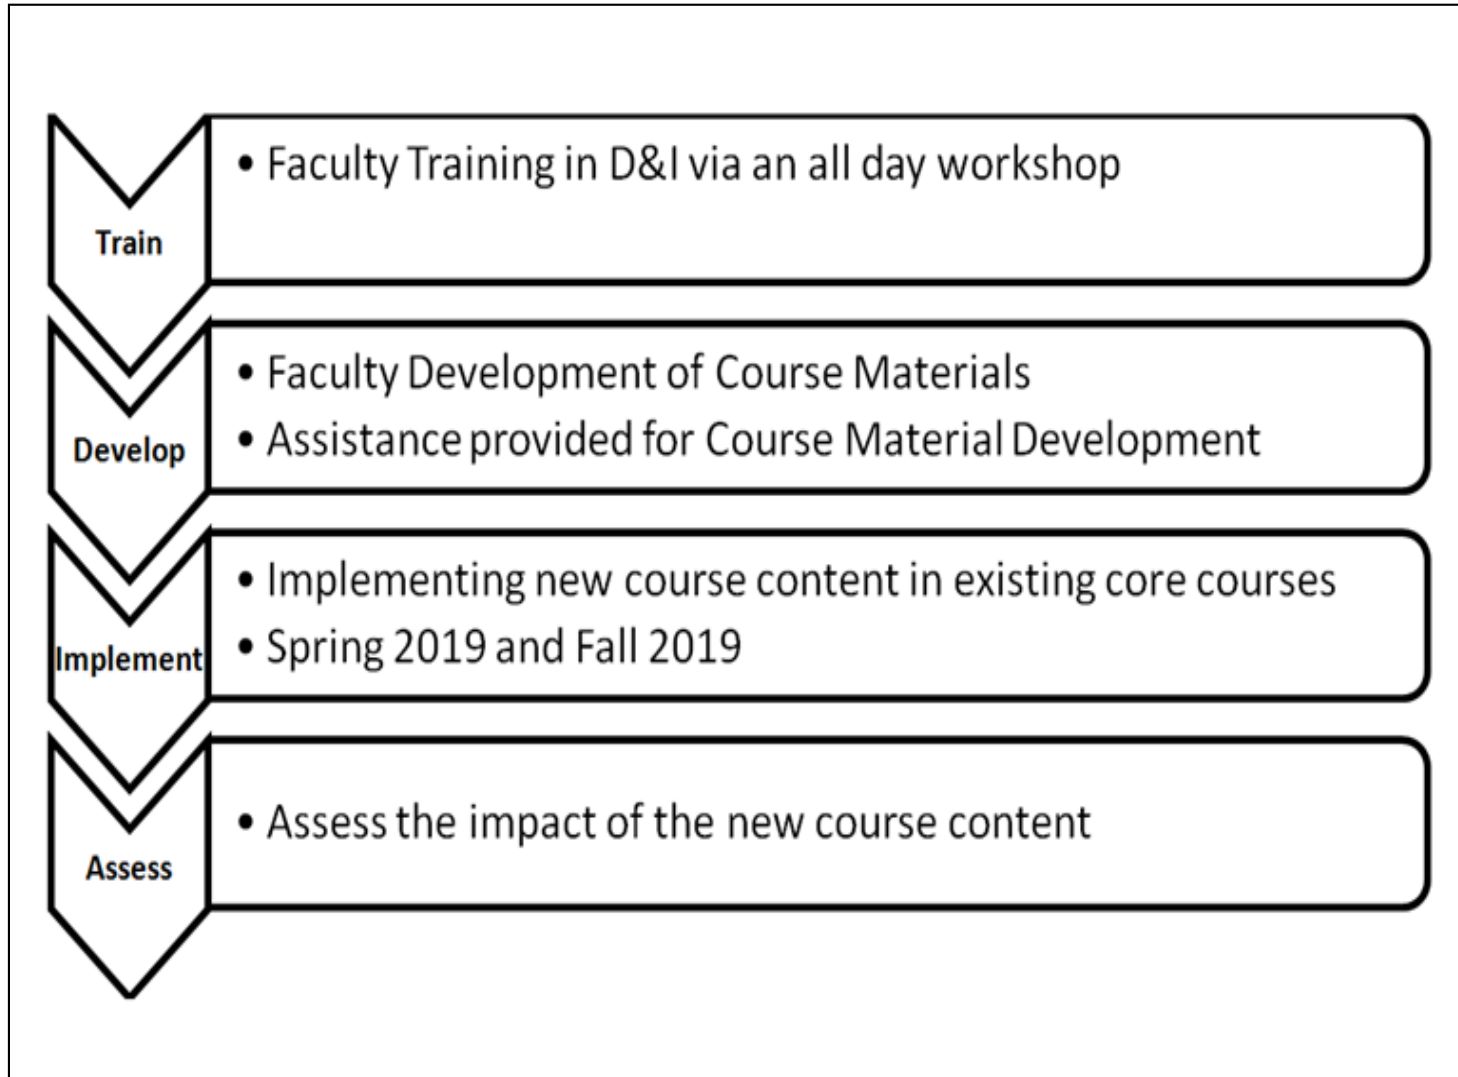 • Faculty Training in D&I via an all day workshop
Train
• Faculty Development of Course Materials
• Assistance provided for Course Material Development
Develop
• Implementing new course content in existing core courses
• Spring 2019 and Fall 2019
Implement
• Assess the impact of the new course content
Assess